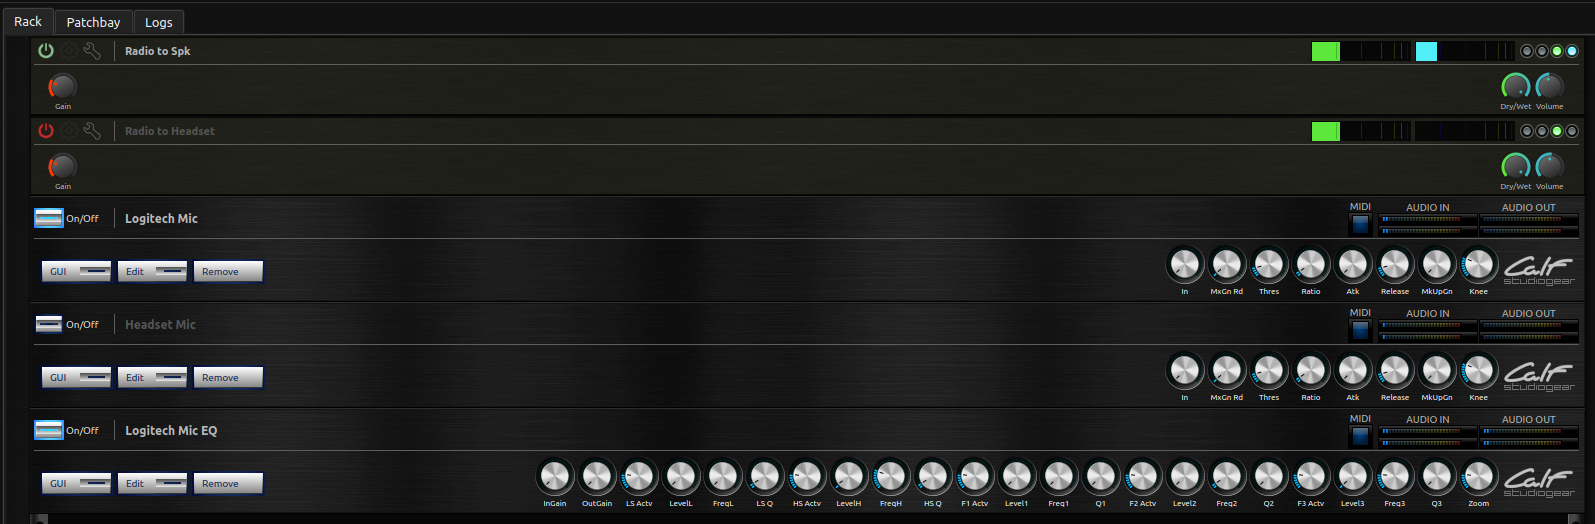 Rack Patchbay Logs
Radio to Spk
Gain Dry/Wet Volume
Radio to Headset
Gain Dry/Wet Volume
On/Off Logitech Mic MIDI AUDIO IN AUDIO OUT
GUI Edit Remove Calf studiogear
In MxGn Rd Thres Ratio Atk Release MkUpGn Knee
On/Off Headset Mic MIDI AUDIO IN AUDIO OUT
GUI Edit Remove Calf studiogear
In MxGn Rd Thres Ratio Atk Release MkUpGn Knee
On/Off Logitech Mic EQ MIDI AUDIO IN AUDIO OUT
GUI Edit Remove Calf studiogear
InGain OutGain LS Actv LevelL FreqL LS Q HS Actv LevelH FreqH HS Q F1 Actv Level1 Freq1 Q1 F2 Actv Level2 Freq2 Q2 F3 Actv Level3 Freq3 Q3 Zoom